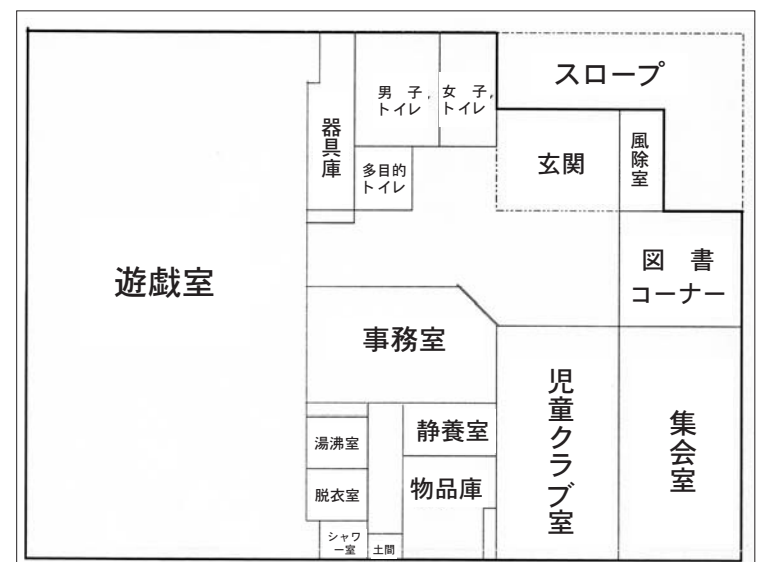 スロープ
男　子
トイレ
女　子
トイレ
器具庫
多目的
トイレ
玄関
風除室
図　書
コーナー
遊戯室
事務室
児童クラブ室
集会室
静養室
湯沸室
物品庫
脱衣室
シャワ
ー室
土間